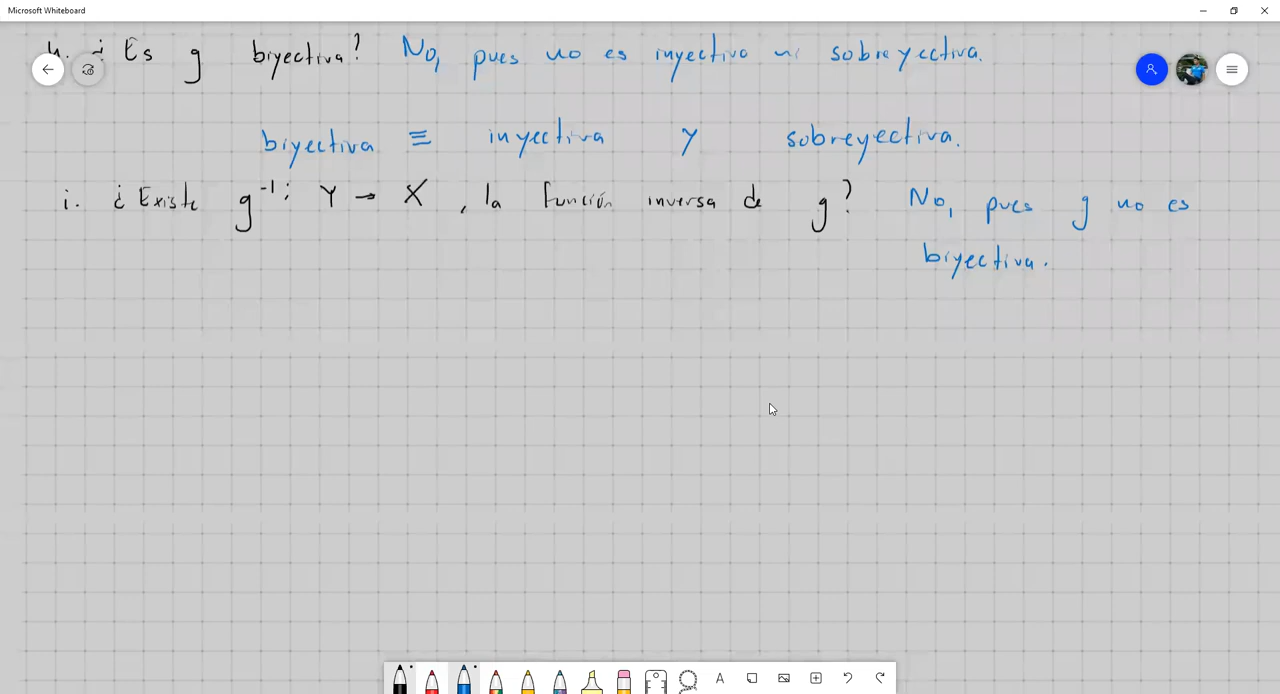 Microsoft Whiteboard
h. ¿Es g biyectiva? No, pues no es inyectiva ni sobreyectiva.
biyectiva ≡ inyectiva y sobreyectiva.
i. ¿Existe g⁻¹: Y → X, la función inversa de g? No, pues g no es
biyectiva.
A